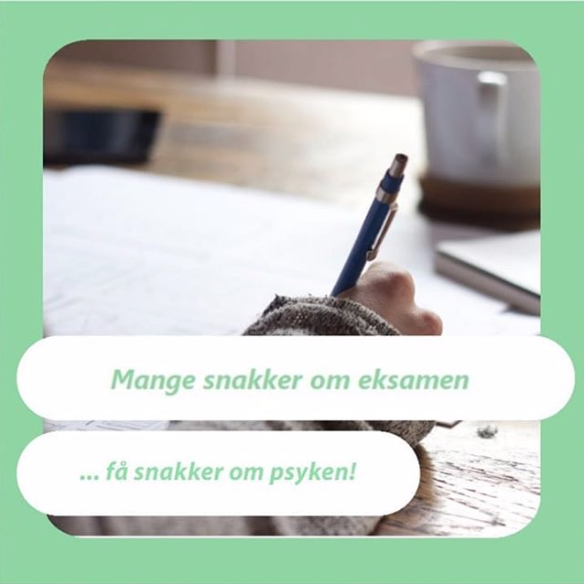 Mange snakker om eksamen
... få snakker om psyken!